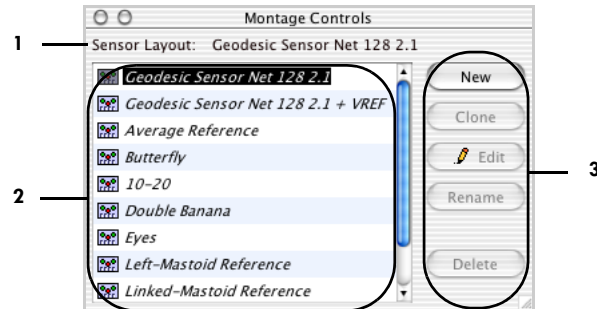 Montage Controls
1 Sensor Layout: Geodesic Sensor Net 128 2.1
Geodesic Sensor Net 128 2.1
Geodesic Sensor Net 128 2.1 + VREF
Average Reference
Butterfly
10-20
Double Banana
Eyes
Left-Mastoid Reference
Linked-Mastoid Reference
2
New
Clone
Edit
Rename
Delete
3